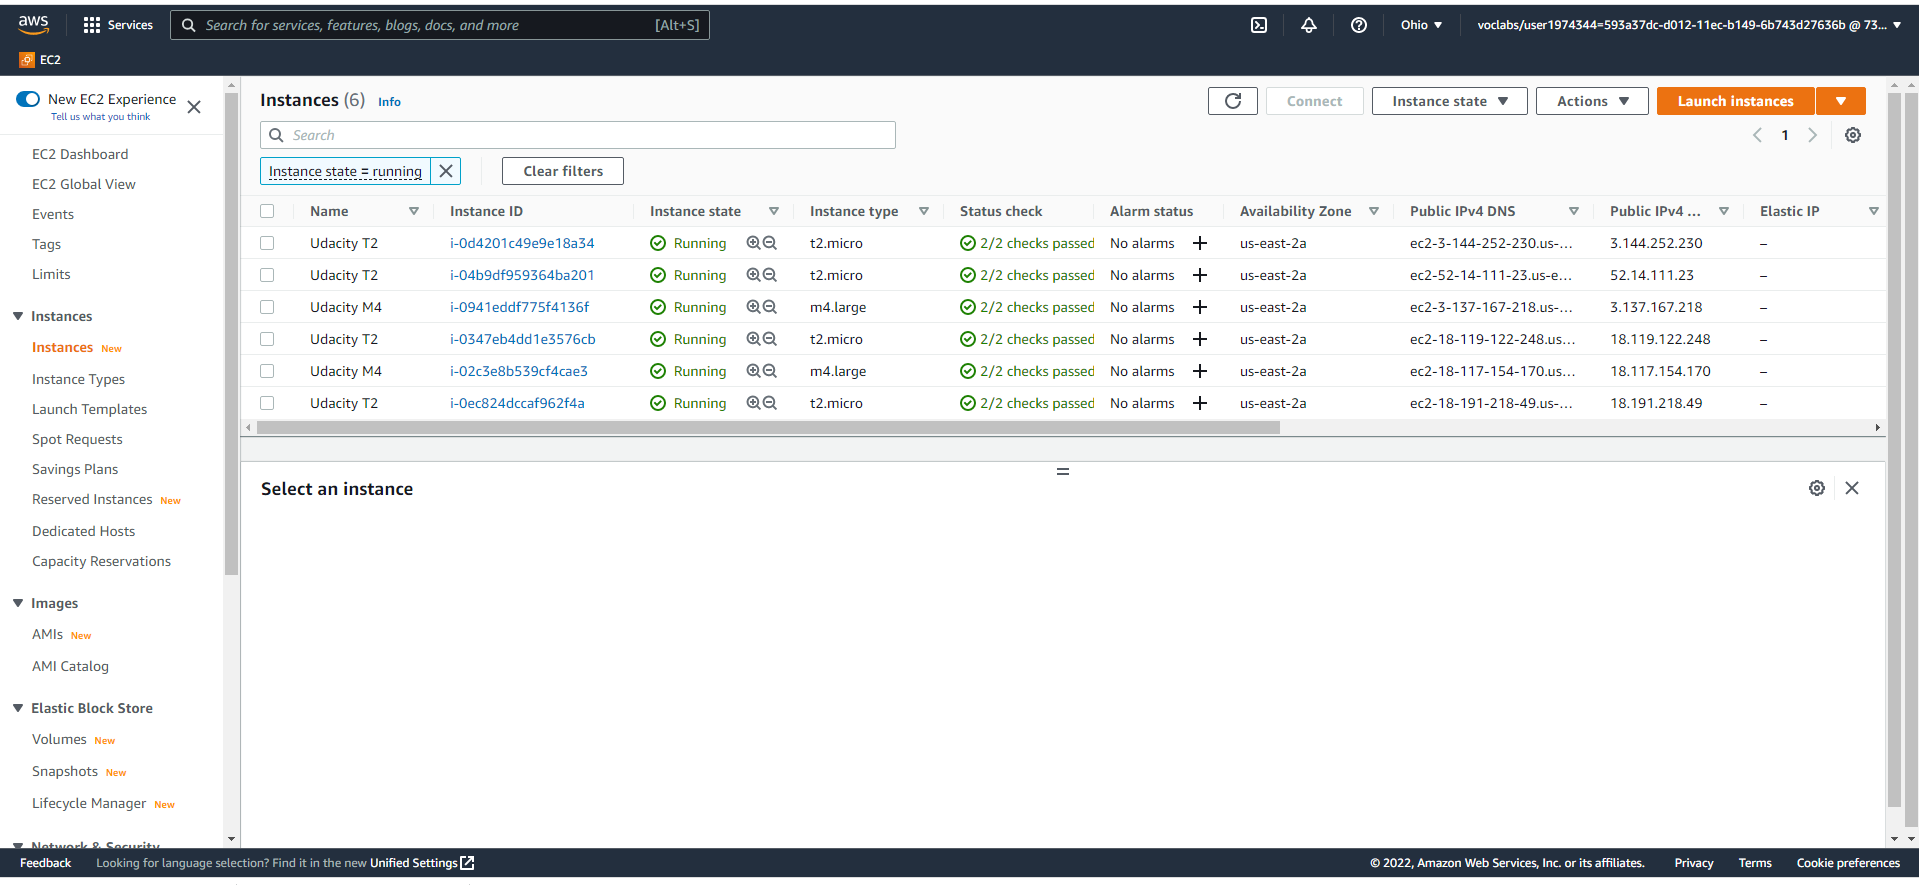 aws Services Search for services, features, blogs, docs, and more [Alt+S] Ohio voclabs/user1974344=593a37dc-d012-11ec-b149-6b743d27636b @ 73...
EC2
New EC2 Experience
Tell us what you think
EC2 Dashboard
EC2 Global View
Events
Tags
Limits
Instances
Instances New
Instance Types
Launch Templates
Spot Requests
Savings Plans
Reserved Instances New
Dedicated Hosts
Capacity Reservations
Images
AMIs New
AMI Catalog
Elastic Block Store
Volumes New
Snapshots New
Lifecycle Manager New
Network & Security
Instances (6) Info Connect Instance state Actions Launch instances
Search 1
Instance state = running Clear filters
Name Instance ID Instance state Instance type Status check Alarm status Availability Zone Public IPv4 DNS Public IPv4 ... Elastic IP
Udacity T2 i-0d4201c49e9e18a34 Running t2.micro 2/2 checks passed No alarms us-east-2a ec2-3-144-252-230.us-... 3.144.252.230 –
Udacity T2 i-04b9df959364ba201 Running t2.micro 2/2 checks passed No alarms us-east-2a ec2-52-14-111-23.us-e... 52.14.111.23 –
Udacity M4 i-0941eddf775f4136f Running m4.large 2/2 checks passed No alarms us-east-2a ec2-3-137-167-218.us-... 3.137.167.218 –
Udacity T2 i-0347eb4dd1e3576cb Running t2.micro 2/2 checks passed No alarms us-east-2a ec2-18-119-122-248.us... 18.119.122.248 –
Udacity M4 i-02c3e8b539cf4cae3 Running m4.large 2/2 checks passed No alarms us-east-2a ec2-18-117-154-170.us... 18.117.154.170 –
Udacity T2 i-0ec824dccaf962f4a Running t2.micro 2/2 checks passed No alarms us-east-2a ec2-18-191-218-49.us-... 18.191.218.49 –
Select an instance
Feedback Looking for language selection? Find it in the new Unified Settings © 2022, Amazon Web Services, Inc. or its affiliates. Privacy Terms Cookie preferences